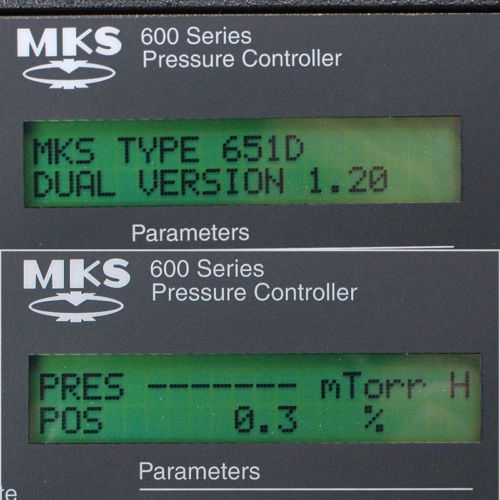 MKS
600 Series
Pressure Controller
MKS TYPE 651D
DUAL VERSION 1.20
Parameters
MKS
600 Series
Pressure Controller
PRES ------- mTorr H
POS 0.3 %
Parameters
te